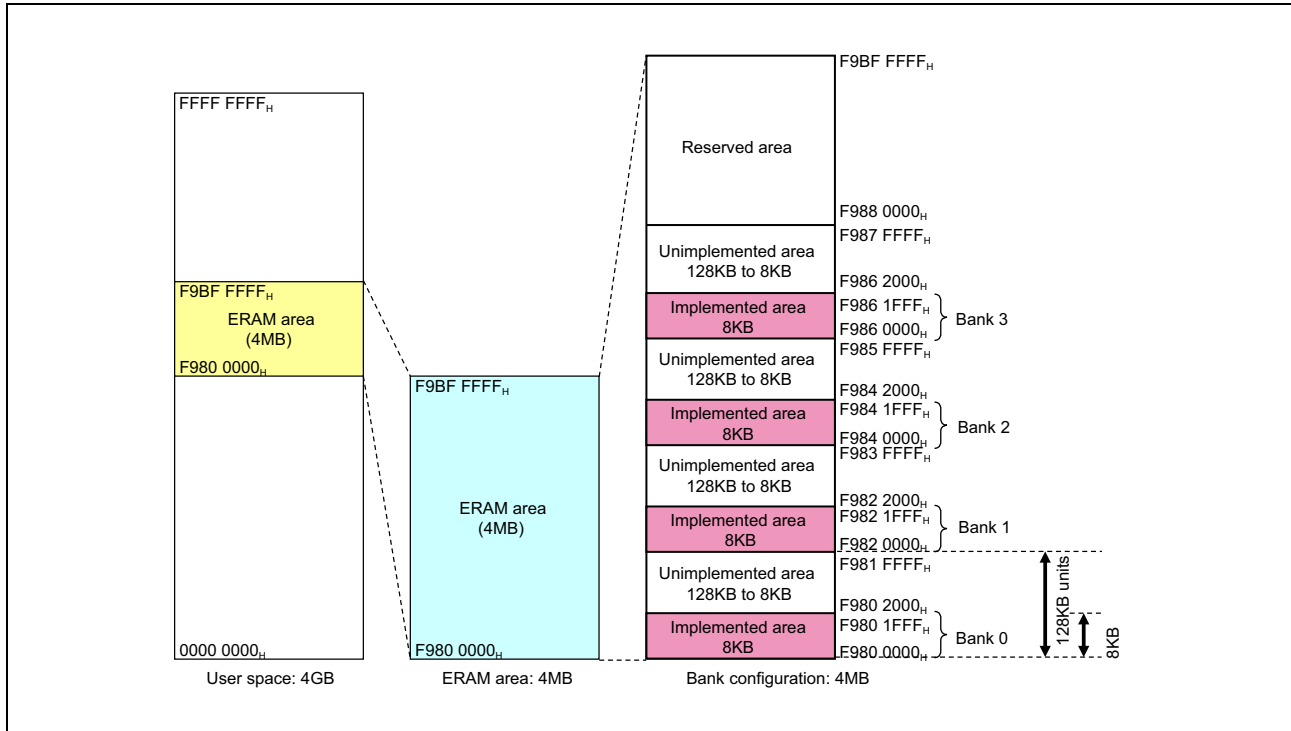 FFFF FFFFH
F9BF FFFFH
ERAM area
(4MB)
F980 0000H
0000 0000H
User space: 4GB
F9BF FFFFH
ERAM area
(4MB)
F980 0000H
ERAM area: 4MB
F9BF FFFFH
Reserved area
F988 0000H
F987 FFFFH
Unimplemented area
128KB to 8KB
F986 2000H
Implemented area
8KB
F986 1FFFH
F986 0000H
Bank 3
F985 FFFFH
Unimplemented area
128KB to 8KB
F984 2000H
Implemented area
8KB
F984 1FFFH
F984 0000H
Bank 2
F983 FFFFH
Unimplemented area
128KB to 8KB
F982 2000H
Implemented area
8KB
F982 1FFFH
F982 0000H
Bank 1
F981 FFFFH
Unimplemented area
128KB to 8KB
F980 2000H
Implemented area
8KB
F980 1FFFH
F980 0000H
Bank 0
128KB units
8KB
Bank configuration: 4MB